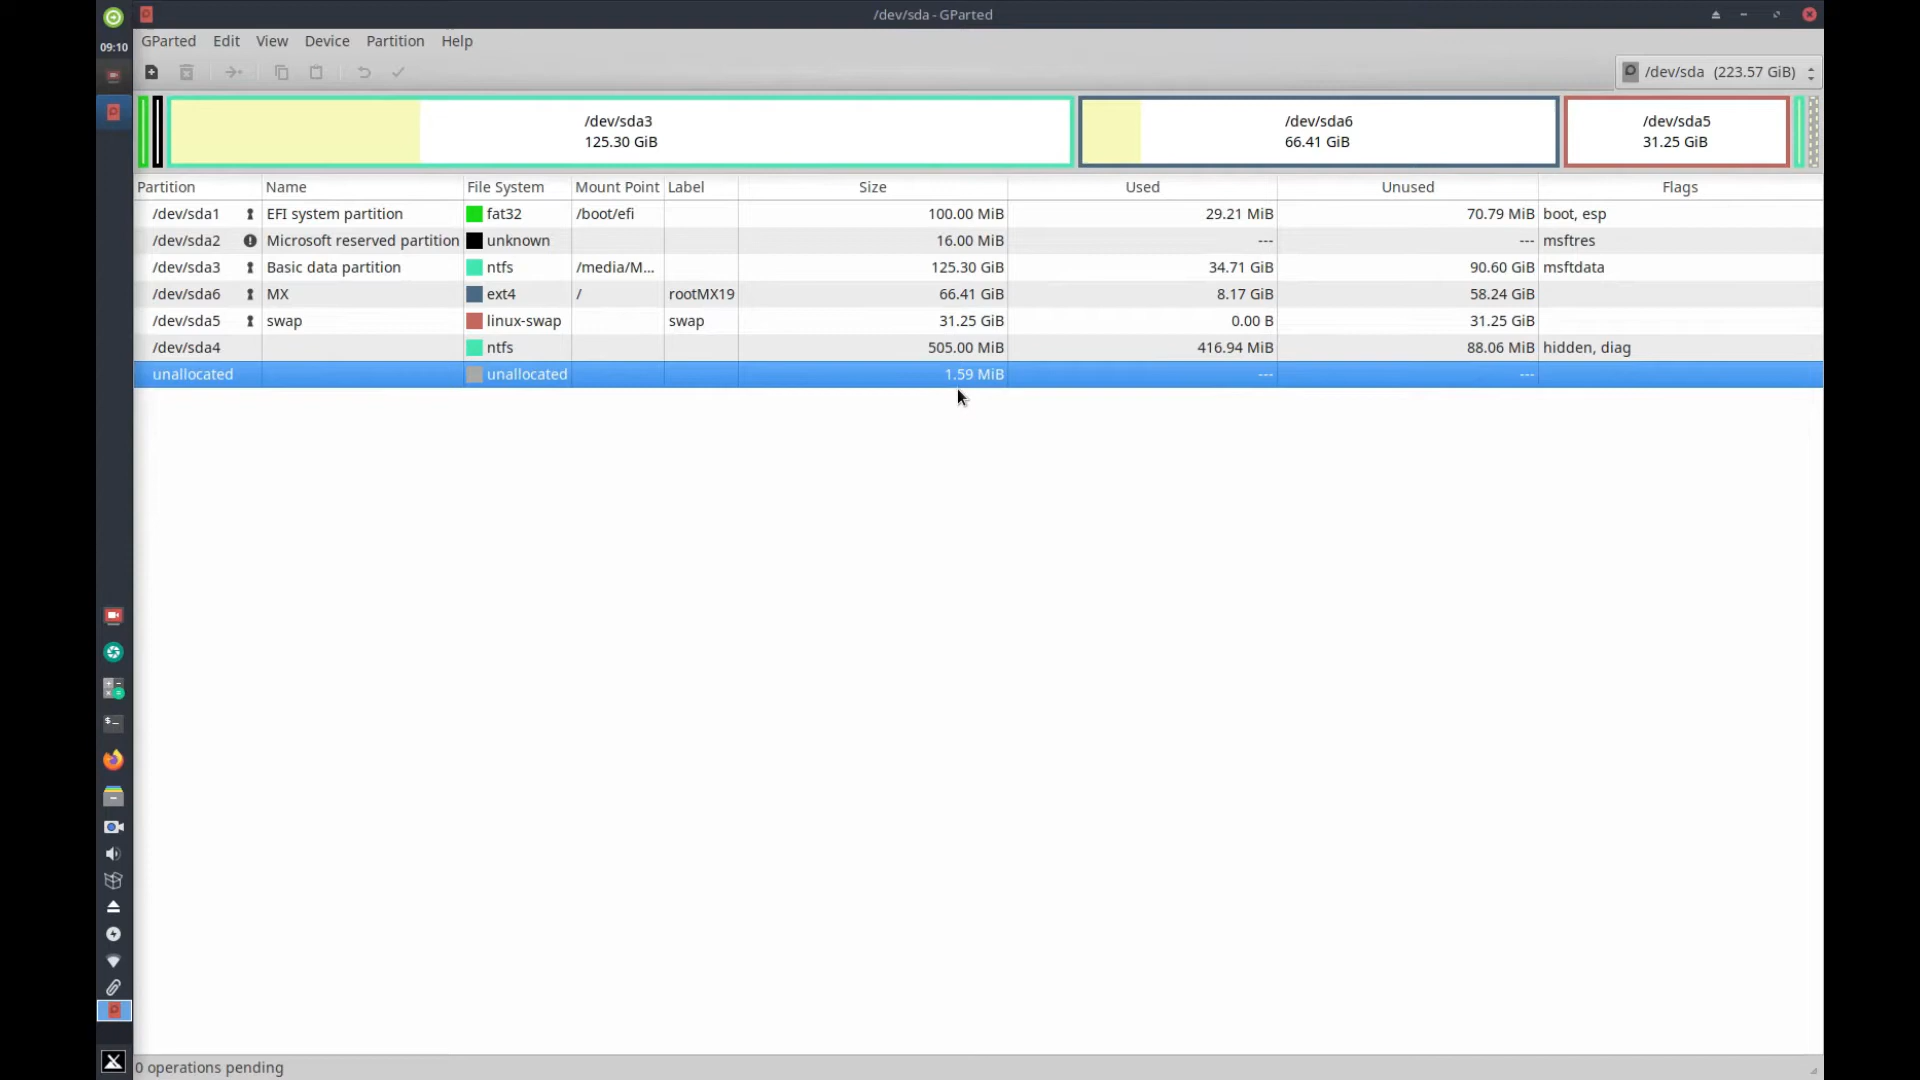 /dev/sda - GParted
09:10
GParted Edit View Device Partition Help
/dev/sda (223.57 GiB)
/dev/sda3
125.30 GiB
/dev/sda6
66.41 GiB
/dev/sda5
31.25 GiB
Partition Name File System Mount Point Label Size Used Unused Flags
/dev/sda1 EFI system partition fat32 /boot/efi 100.00 MiB 29.21 MiB 70.79 MiB boot, esp
/dev/sda2 Microsoft reserved partition unknown 16.00 MiB --- --- msftres
/dev/sda3 Basic data partition ntfs /media/M... 125.30 GiB 34.71 GiB 90.60 GiB msftdata
/dev/sda6 MX ext4 / rootMX19 66.41 GiB 8.17 GiB 58.24 GiB
/dev/sda5 swap linux-swap swap 31.25 GiB 0.00 B 31.25 GiB
/dev/sda4 ntfs 505.00 MiB 416.94 MiB 88.06 MiB hidden, diag
unallocated unallocated 1.59 MiB --- ---
0 operations pending